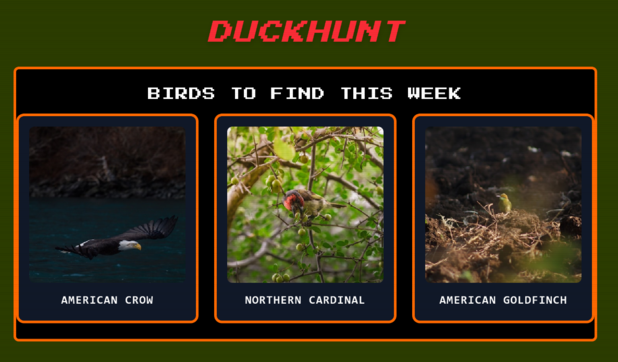 DUCKHUNT
BIRDS TO FIND THIS WEEK
AMERICAN CROW
NORTHERN CARDINAL
AMERICAN GOLDFINCH